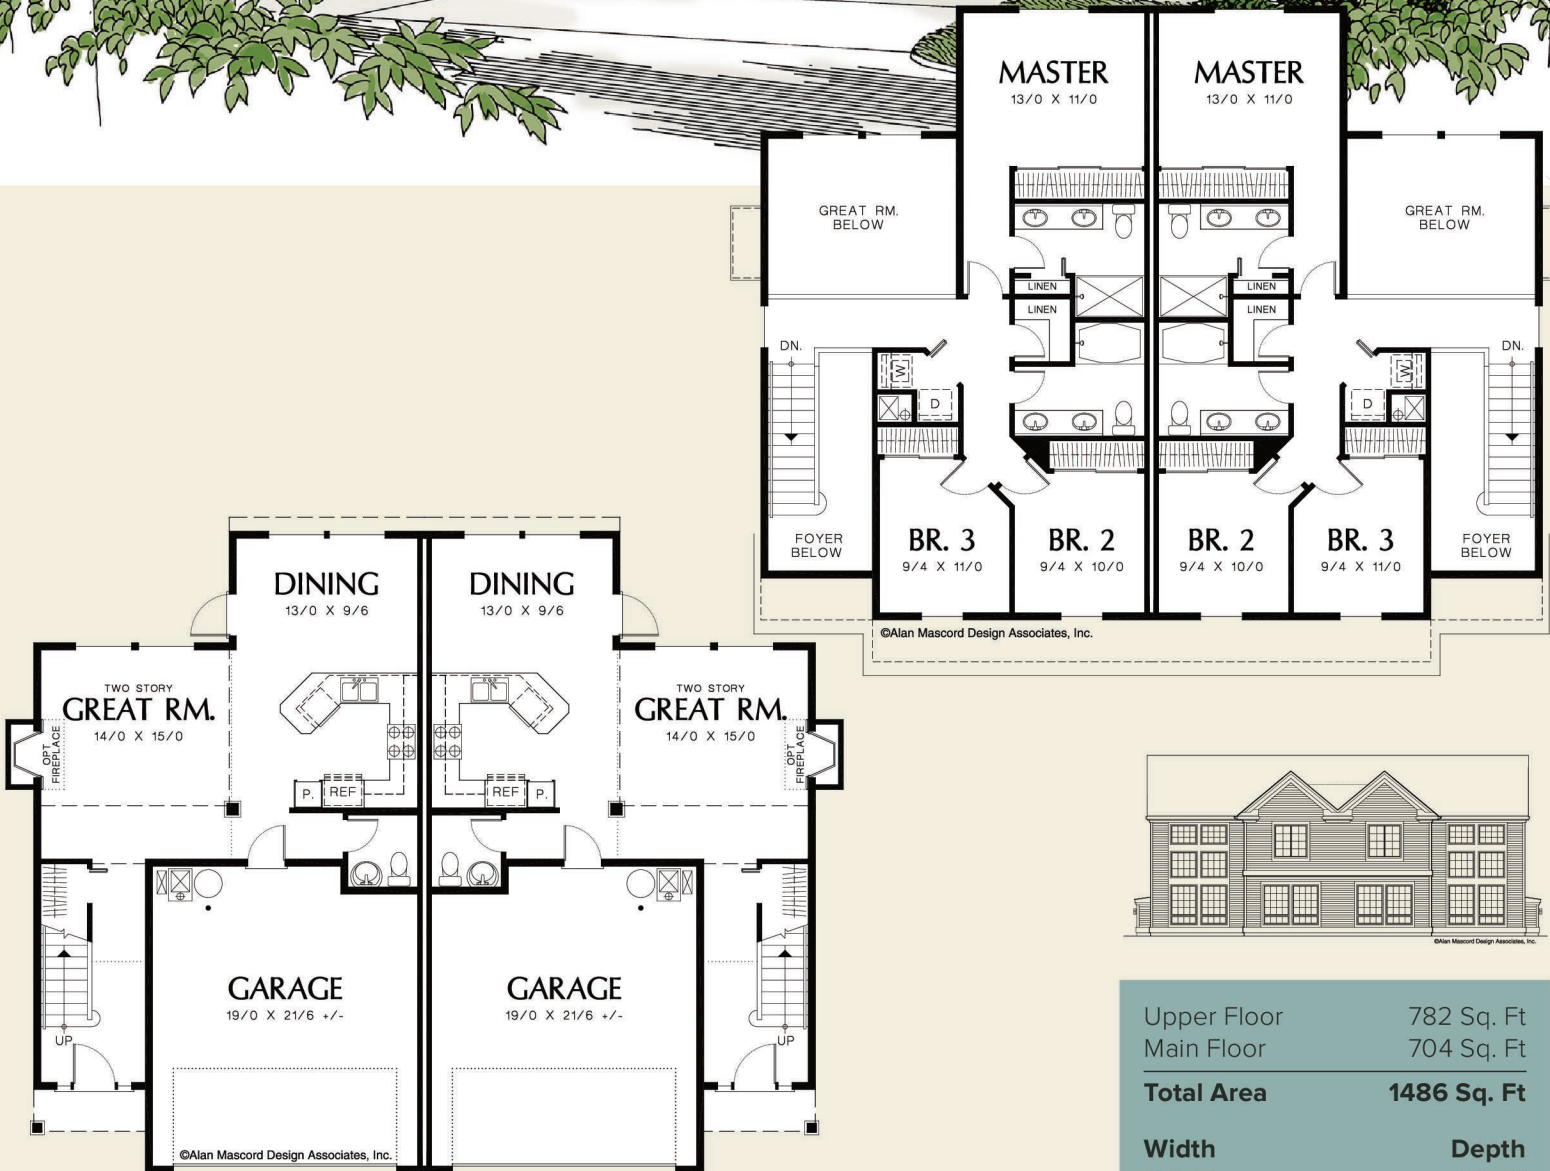 MASTER
13/0 X 11/0
MASTER
13/0 X 11/0
GREAT RM.
BELOW
GREAT RM.
BELOW
LINEN
LINEN
LINEN
LINEN
DN.
DN.
W
D
D
W
FOYER
BELOW
BR. 3
9/4 X 11/0
BR. 2
9/4 X 10/0
BR. 2
9/4 X 10/0
BR. 3
9/4 X 11/0
FOYER
BELOW
©Alan Mascord Design Associates, Inc.
DINING
13/0 X 9/6
DINING
13/0 X 9/6
TWO STORY
GREAT RM.
14/0 X 15/0
TWO STORY
GREAT RM.
14/0 X 15/0
OPT
FIREPLACE
OPT
FIREPLACE
P.
REF
REF
P.
GARAGE
19/0 X 21/6 +/-
GARAGE
19/0 X 21/6 +/-
UP
UP
©Alan Mascord Design Associates, Inc.
©Alan Mascord Design Associates, Inc.
Upper Floor 782 Sq. Ft
Main Floor 704 Sq. Ft
Total Area 1486 Sq. Ft
Width Depth